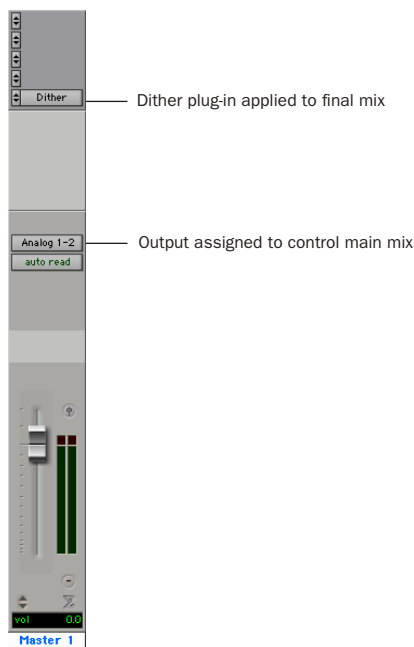 Dither
Dither plug-in applied to final mix
Analog 1-2
Output assigned to control main mix
auto read
vol 0.0
Master 1